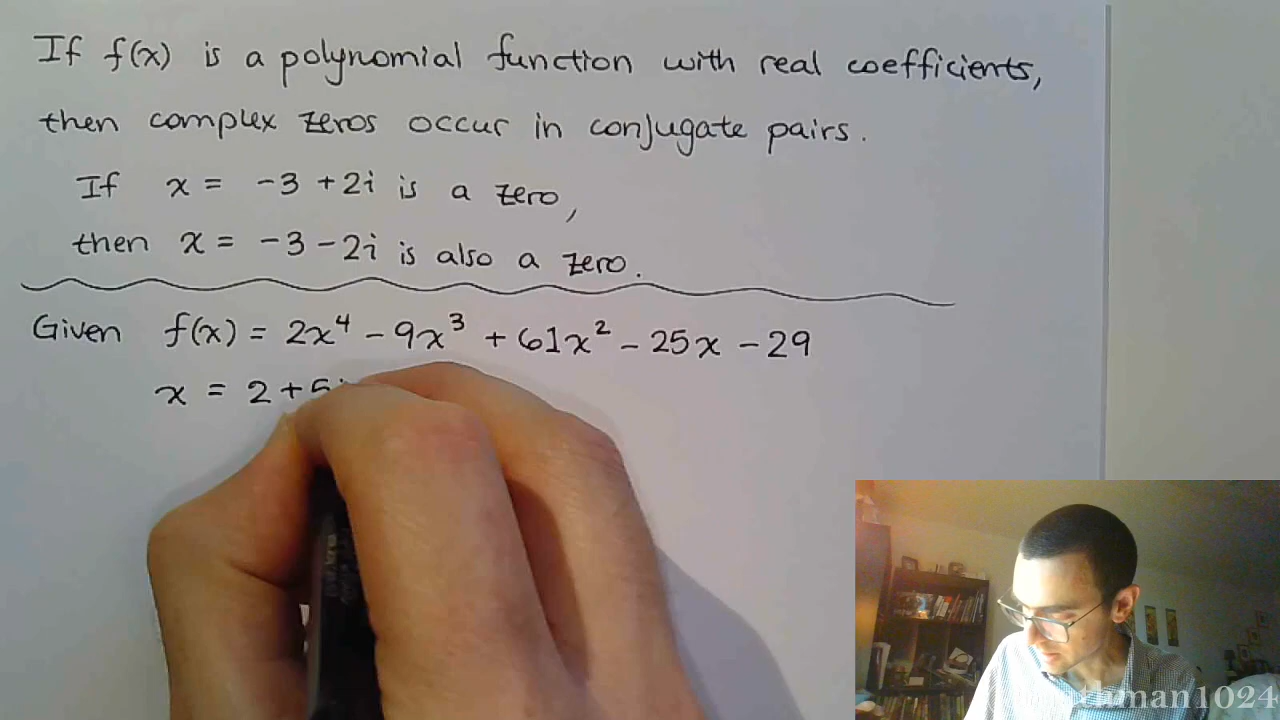 If f(x) is a polynomial function with real coefficients,
then complex zeros occur in conjugate pairs.
If x = -3 + 2i is a zero,
then x = -3 - 2i is also a zero.
Given f(x) = 2x⁴ - 9x³ + 61x² - 25x - 29
x = 2 + 5i